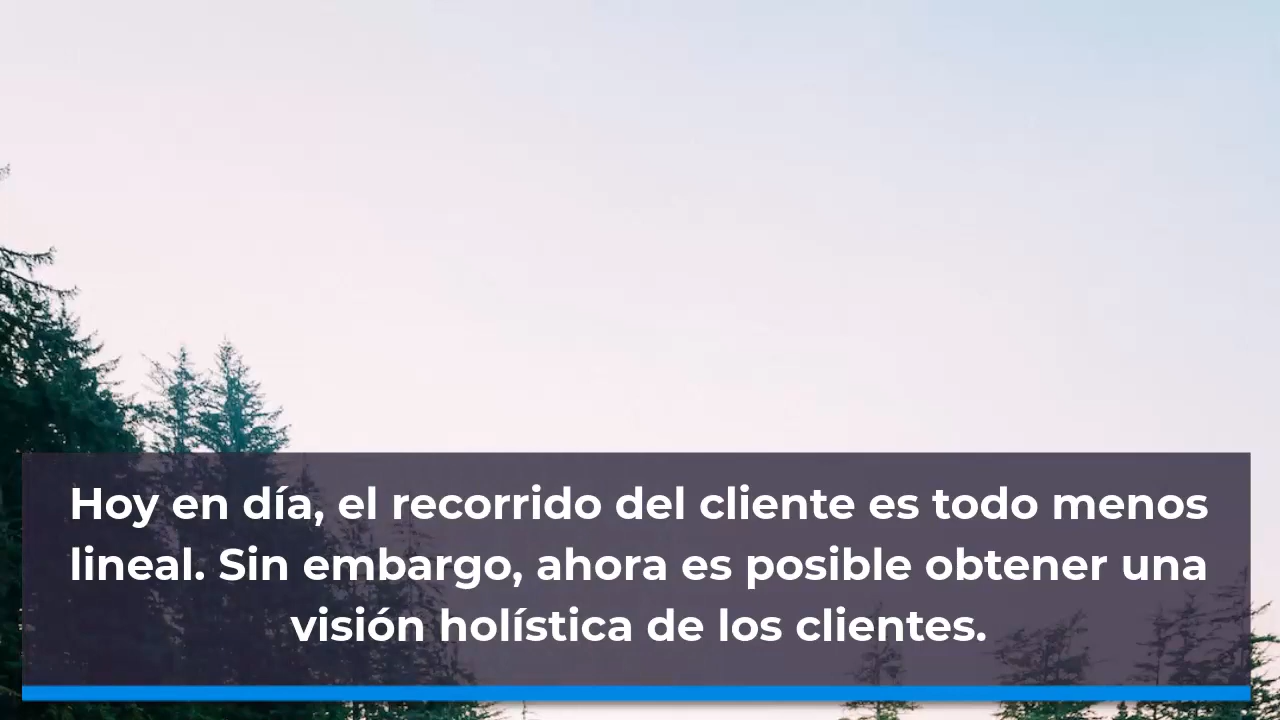 Hoy en día, el recorrido del cliente es todo menos
lineal. Sin embargo, ahora es posible obtener una
visión holística de los clientes.